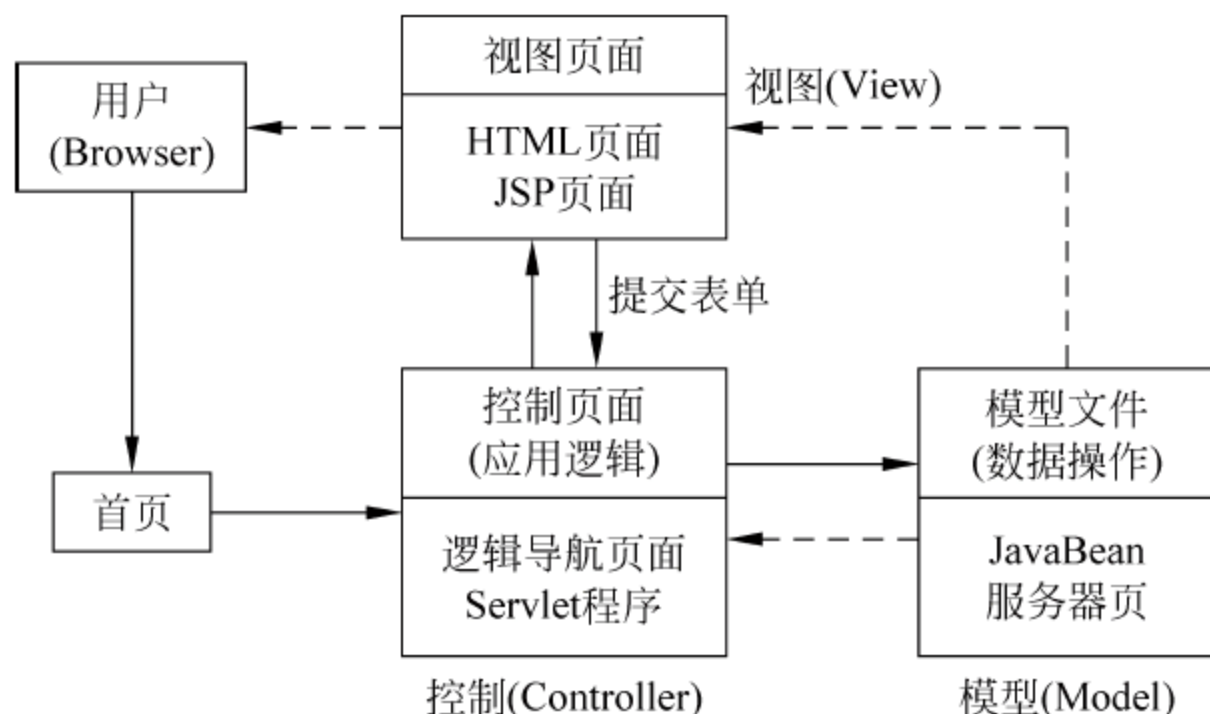 视图页面
用户
(Browser)
视图(View)
HTML页面
JSP页面
提交表单
控制页面
(应用逻辑)
模型文件
(数据操作)
首页
逻辑导航页面
Servlet程序
JavaBean
服务器页
控制(Controller)
模型(Model)